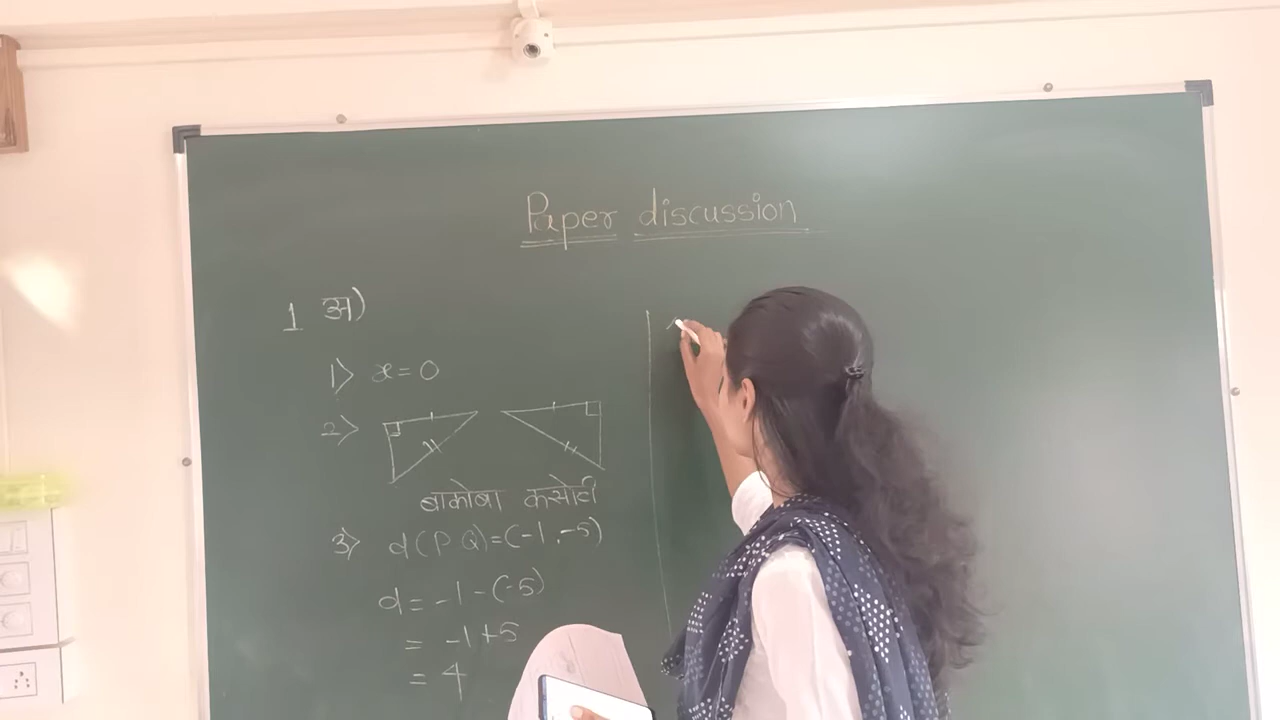 Paper discussion
1 अ)
1> x = 0
2>
बाकोबा कसोटी
3> d(P.Q)=(-1,-5)
d = -1-(-5)
= -1+5
= 4